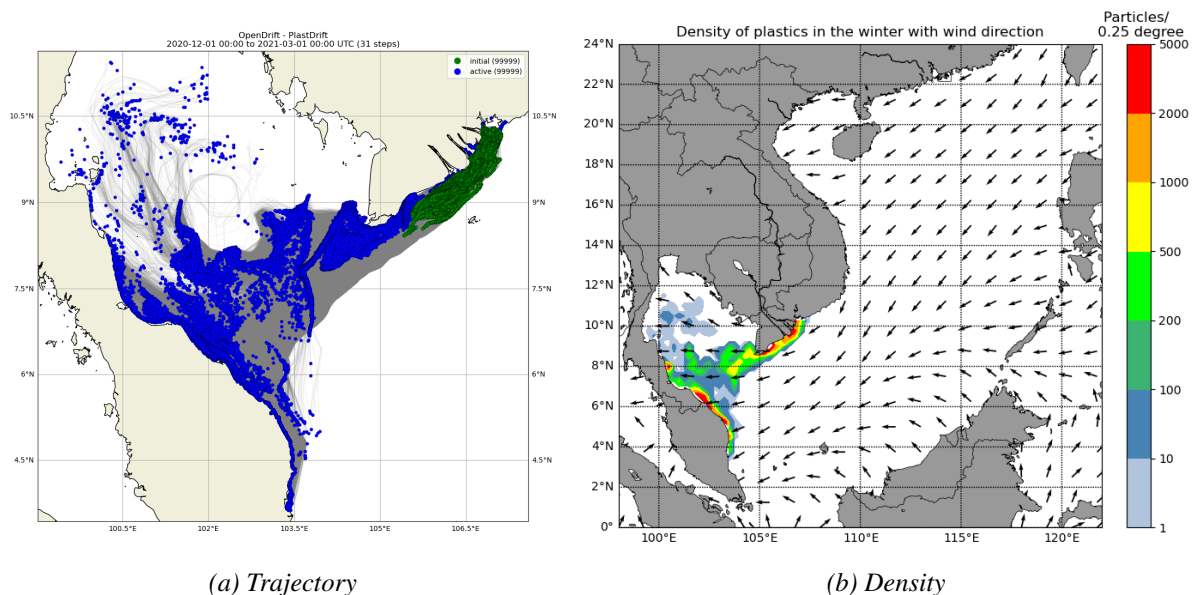 OpenDrift - PlastDrift
2020-12-01 00:00 to 2021-03-01 00:00 UTC (31 steps)
initial (99999)
active (99999)
10.5°N
10.5°N
9°N
9°N
7.5°N
7.5°N
6°N
6°N
4.5°N
4.5°N
100.5°E
102°E
103.5°E
105°E
106.5°E
(a) Trajectory
Density of plastics in the winter with wind direction
Particles/
0.25 degree
24°N
22°N
20°N
18°N
16°N
14°N
12°N
10°N
8°N
6°N
4°N
2°N
0°
100°E
105°E
110°E
115°E
120°E
5000
2000
1000
500
200
100
10
1
(b) Density